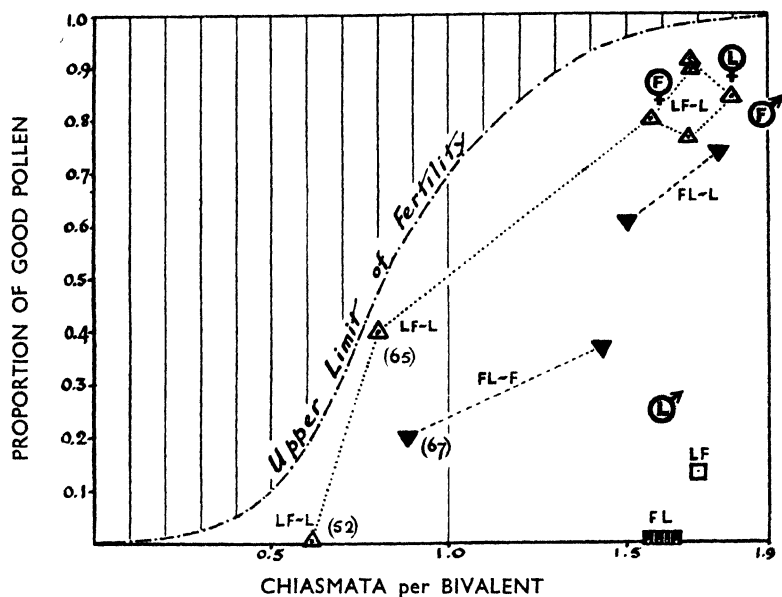 1.0
0.9
0.8
0.7
0.6
0.5
0.4
0.3
0.2
0.1
PROPORTION OF GOOD POLLEN
Upper Limit of Fertility
F
L
LF-L
F
FL-L
LF-L
(65)
FL-F
(67)
L
LF
LF-L
(52)
FL
0.5
1.0
1.5
1.9
CHIASMATA per BIVALENT